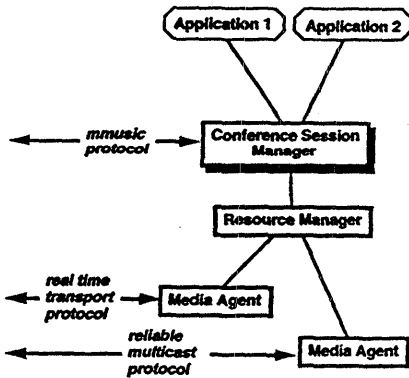 Application 1
Application 2
mmusic
protocol
Conference Session
Manager
Resource Manager
real time
transport
protocol
Media Agent
reliable
multicast
protocol
Media Agent